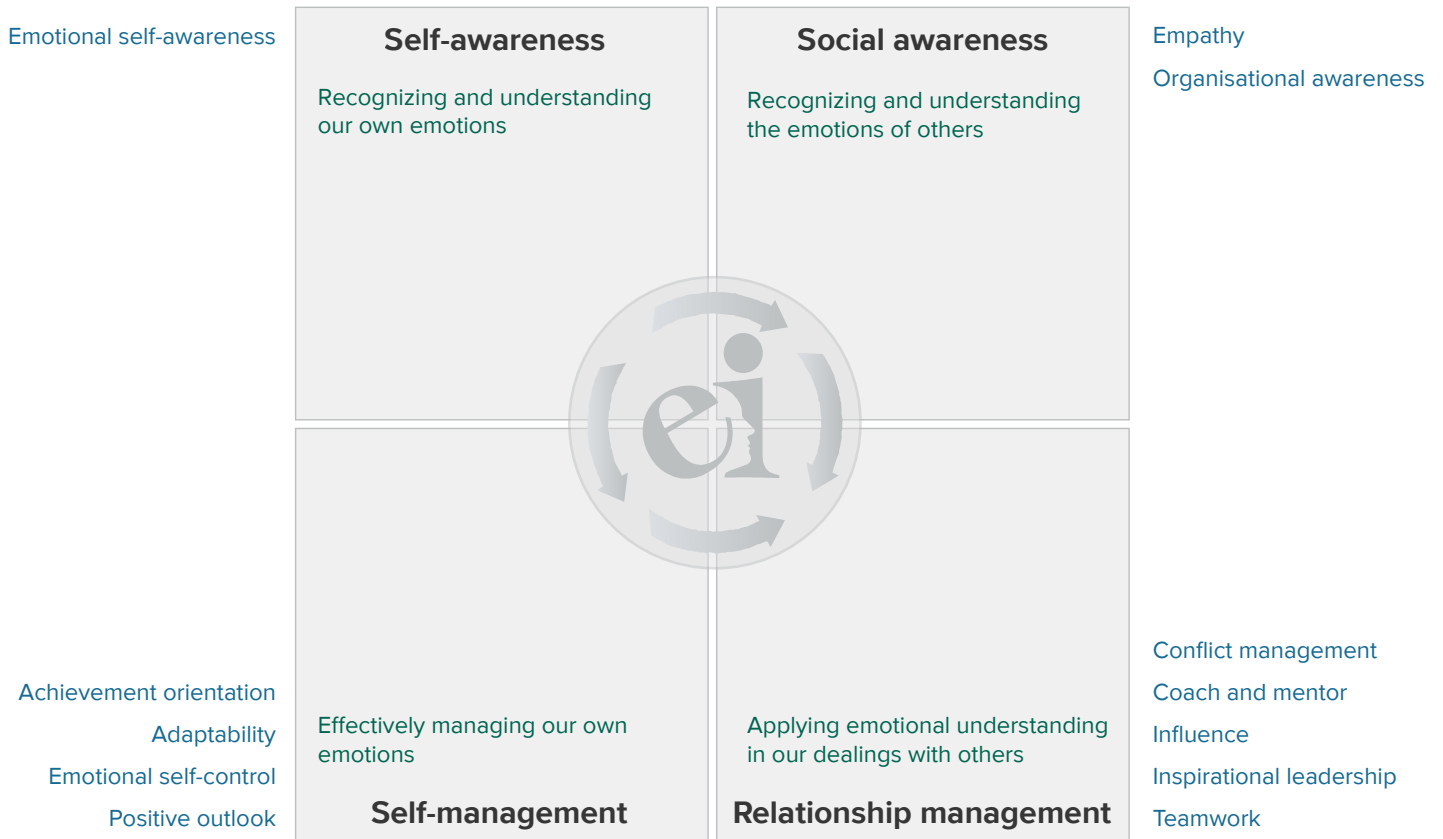 Emotional self-awareness
Self-awareness
Recognizing and understanding
our own emotions
Social awareness
Recognizing and understanding
the emotions of others
Empathy
Organisational awareness
ei
Achievement orientation
Adaptability
Emotional self-control
Positive outlook
Effectively managing our own
emotions
Self-management
Applying emotional understanding
in our dealings with others
Relationship management
Conflict management
Coach and mentor
Influence
Inspirational leadership
Teamwork